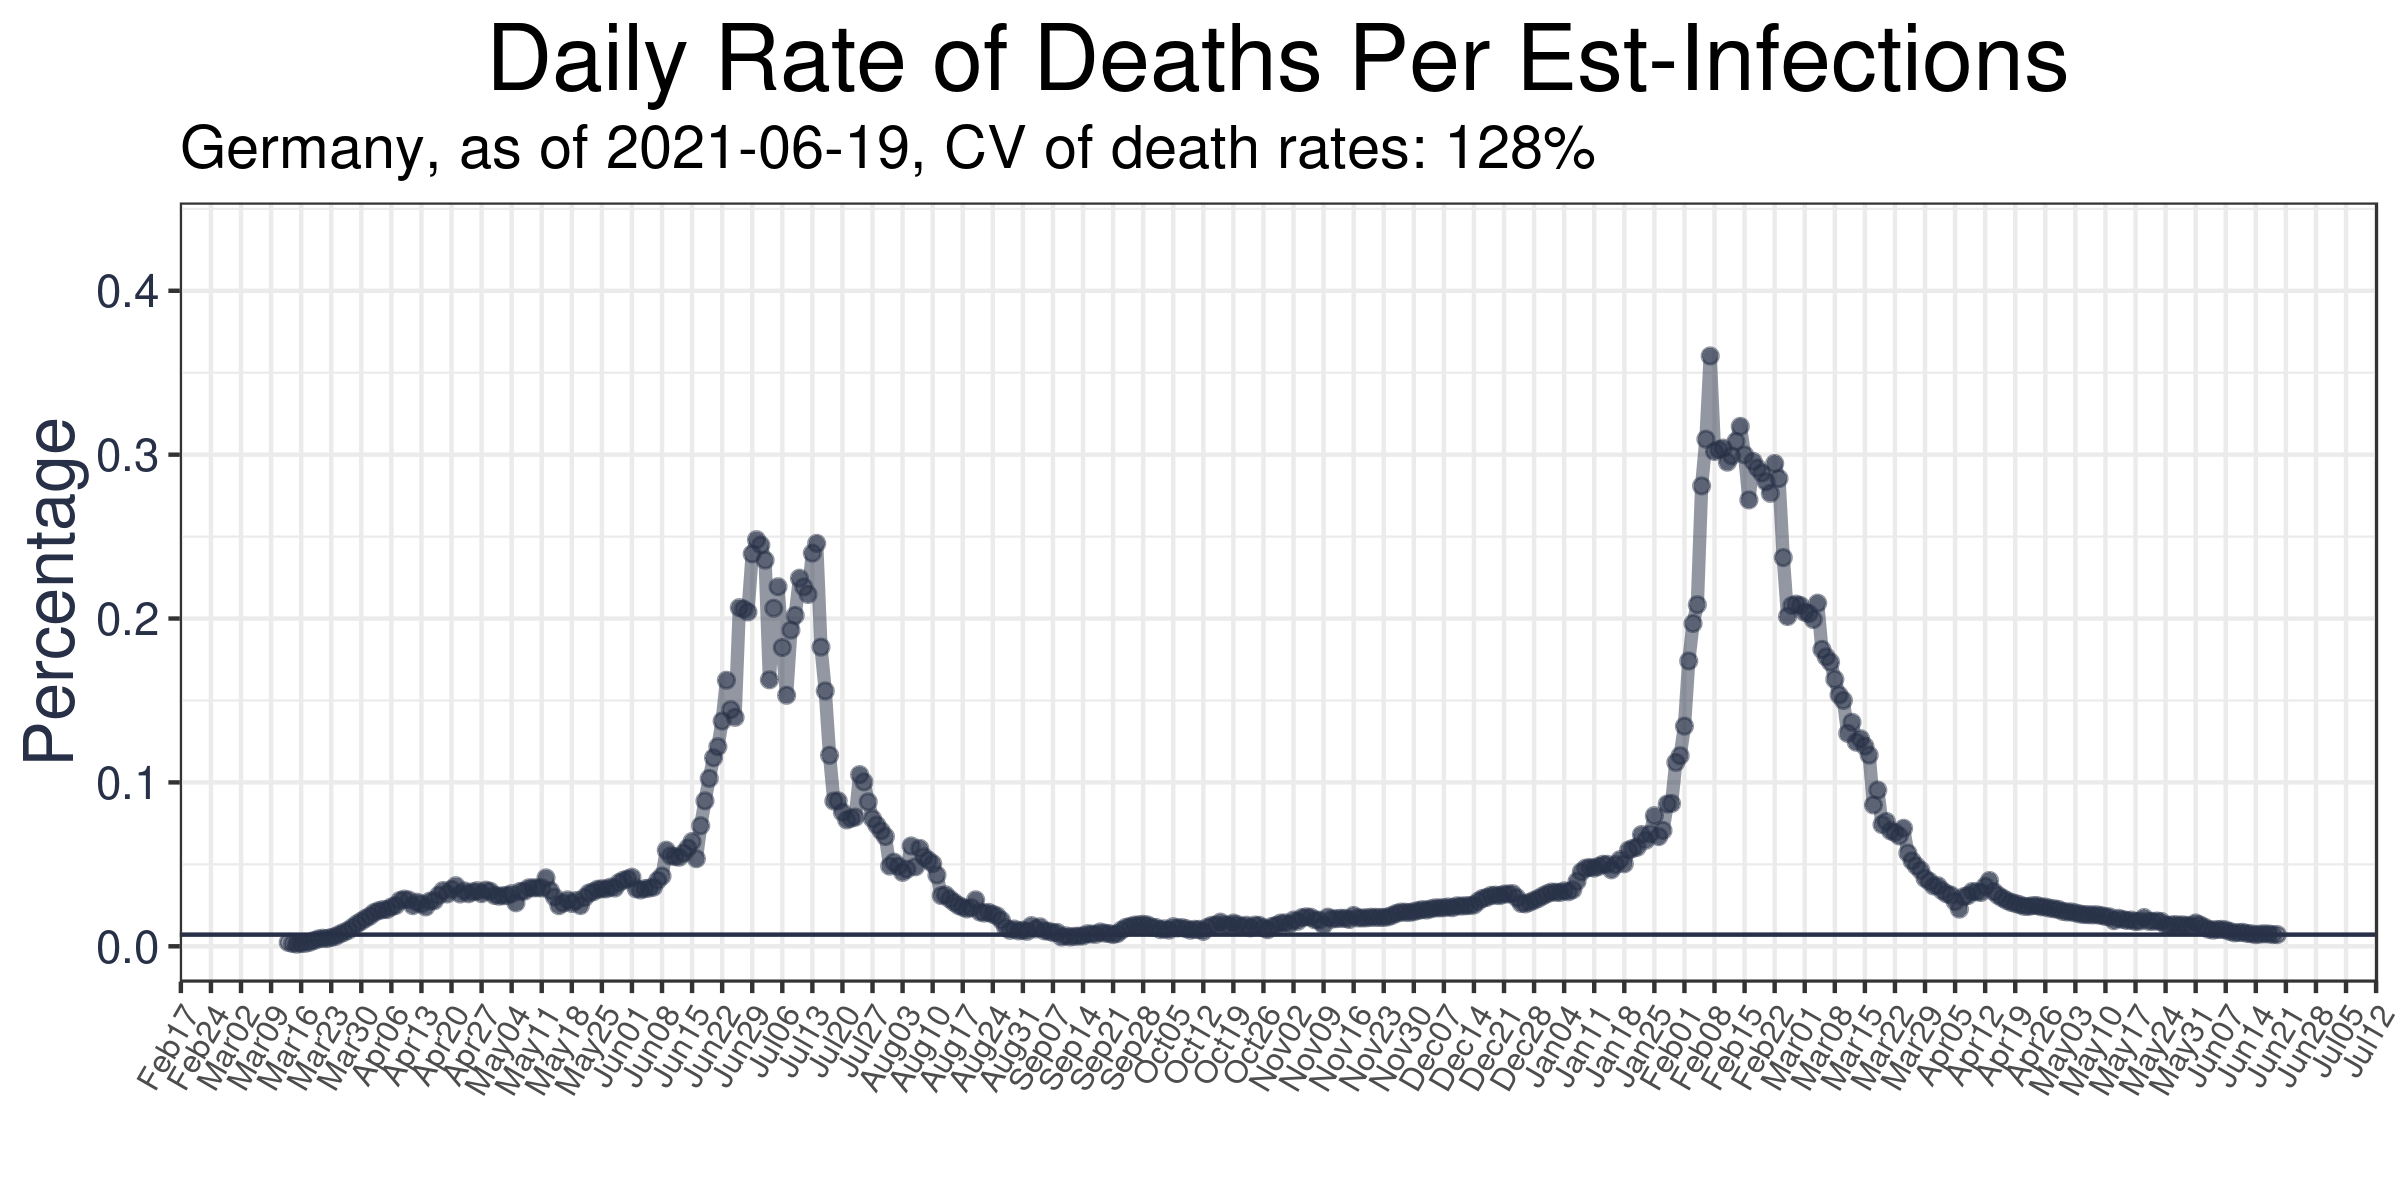 Daily Rate of Deaths Per Est-Infections
Germany, as of 2021-06-19, CV of death rates: 128%
Percentage
0.4
0.3
0.2
0.1
0.0
Feb17
Feb24
Mar02
Mar09
Mar16
Mar23
Mar30
Apr06
Apr13
Apr20
Apr27
May04
May11
May18
May25
Jun01
Jun08
Jun15
Jun22
Jun29
Jul06
Jul13
Jul20
Jul27
Aug03
Aug10
Aug17
Aug24
Aug31
Sep07
Sep14
Sep21
Sep28
Oct05
Oct12
Oct19
Oct26
Nov02
Nov09
Nov16
Nov23
Nov30
Dec07
Dec14
Dec21
Dec28
Jan04
Jan11
Jan18
Jan25
Feb01
Feb08
Feb15
Feb22
Mar01
Mar08
Mar15
Mar22
Mar29
Apr05
Apr12
Apr19
Apr26
May03
May10
May17
May24
May31
Jun07
Jun14
Jun21
Jun28
Jul05
Jul12